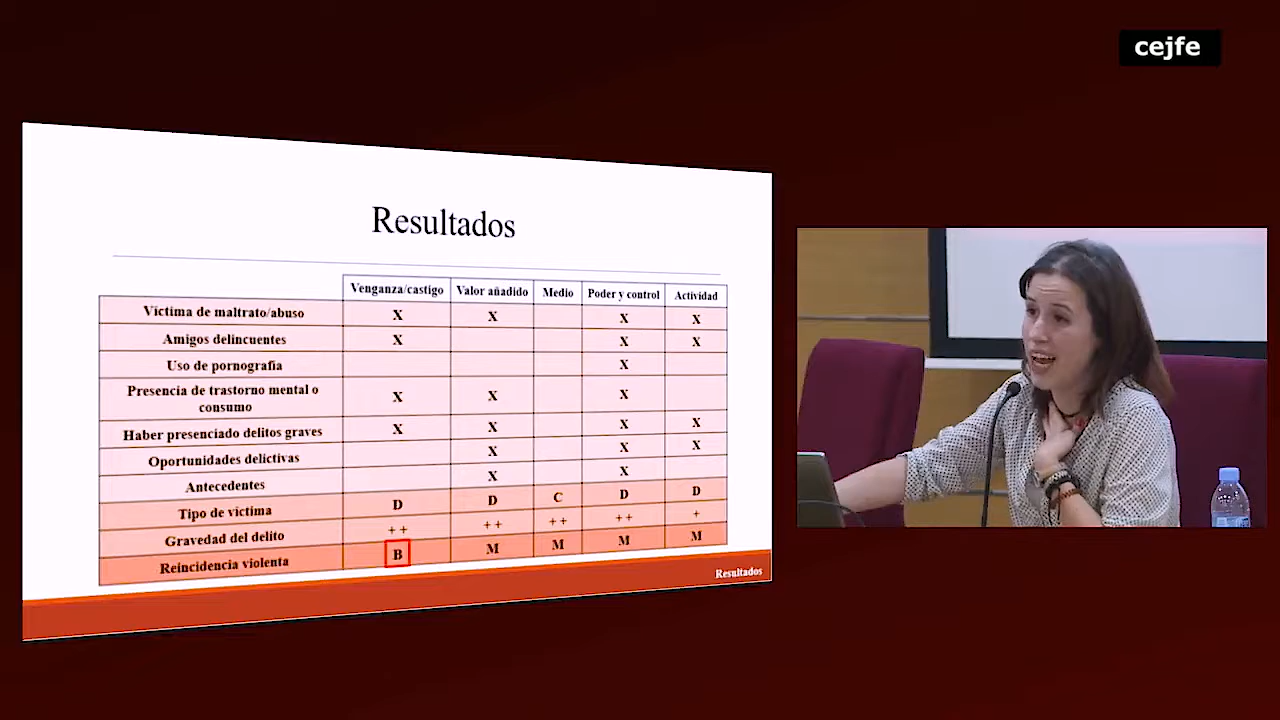 cejfe
Resultados
Venganza/castigo Valor añadido Medio Poder y control Actividad
Víctima de maltrato/abuso X X X X
Amigos delincuentes X X X
Uso de pornografía X
Presencia de trastorno mental o
consumo X X X
Haber presenciado delitos graves X X X X
Oportunidades delictivas X X X
Antecedentes X X
Tipo de víctima D D C D D
Gravedad del delito ++ ++ ++ ++ +
Reincidencia violenta B M M M M
Resultados